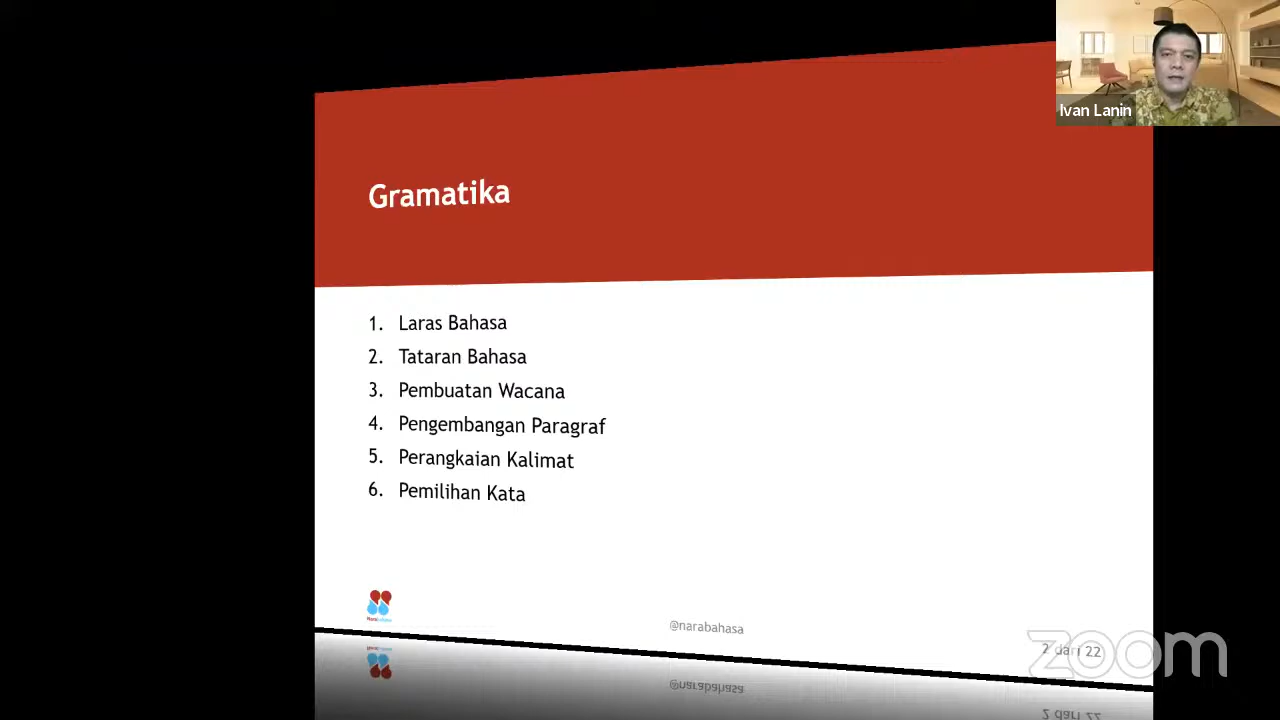 Ivan Lanin
Gramatika
1. Laras Bahasa
2. Tataran Bahasa
3. Pembuatan Wacana
4. Pengembangan Paragraf
5. Perangkaian Kalimat
6. Pemilihan Kata
@narabahasa
2 dari 22
zoom